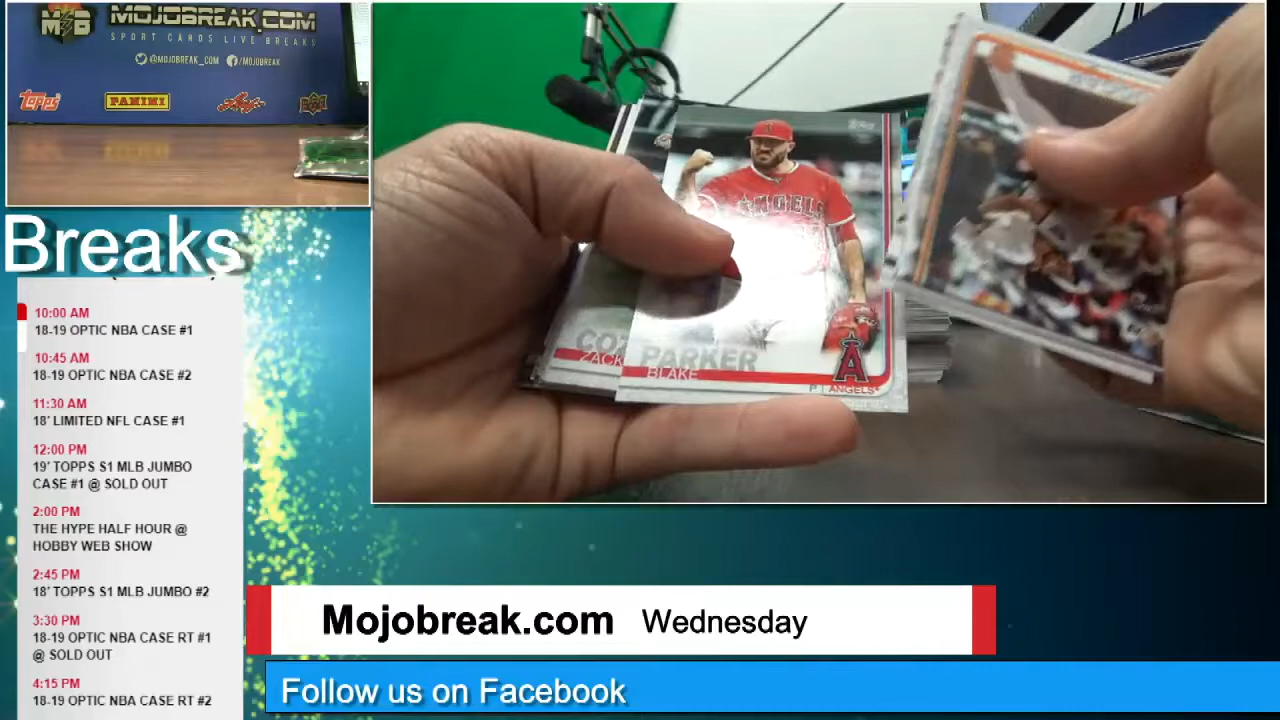 MOJOBREAK.COM
SPORT CARDS LIVE BREAKS
@MOJOBREAK_COM /MOJOBREAK
TOPPS PANINI Leaf
Breaks
10:00 AM
18-19 OPTIC NBA CASE #1
10:45 AM
18-19 OPTIC NBA CASE #2
11:30 AM
18' LIMITED NFL CASE #1
12:00 PM
19' TOPPS S1 MLB JUMBO
CASE #1 @ SOLD OUT
2:00 PM
THE HYPE HALF HOUR @
HOBBY WEB SHOW
2:45 PM
18' TOPPS S1 MLB JUMBO #2
3:30 PM
18-19 OPTIC NBA CASE RT #1
@ SOLD OUT
4:15 PM
18-19 OPTIC NBA CASE RT #2
ANGELS
COZ
ZACK
PARKER
BLAKE
P | ANGELS
Mojobreak.com Wednesday
Follow us on Facebook